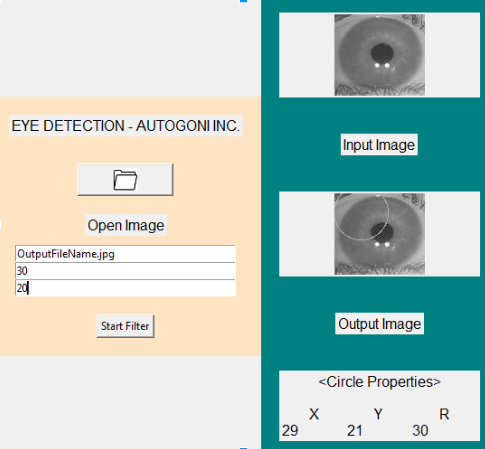 EYE DETECTION - AUTOGONI INC.
Open Image
OutputFileName.jpg
30
20
Start Filter
Input Image
Output Image
<Circle Properties>
X Y R
29 21 30